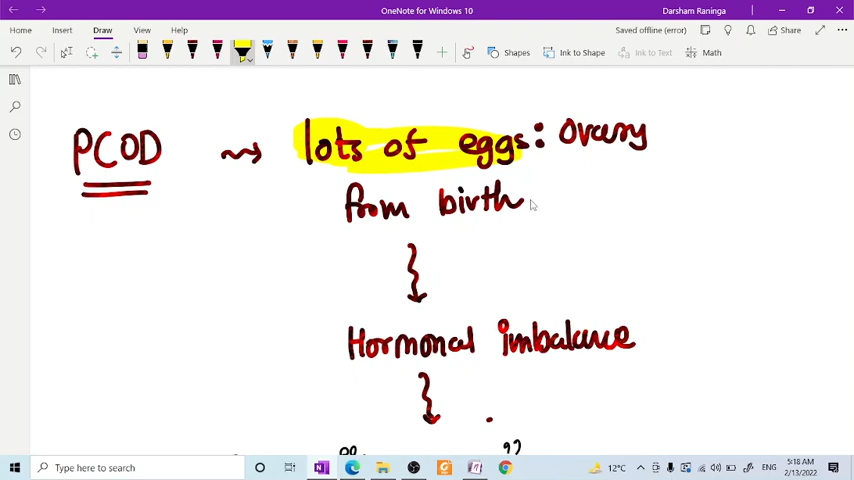 OneNote for Windows 10
Darsham Raninga
Home Insert Draw View Help
Saved offline (error)
Share
Shapes
Ink to Shape
Ink to Text
Math
PCOD
lots of eggs: Ovary
from birth
Hormonal imbalance
Type here to search
12°C
ENG
5:18 AM
2/13/2022